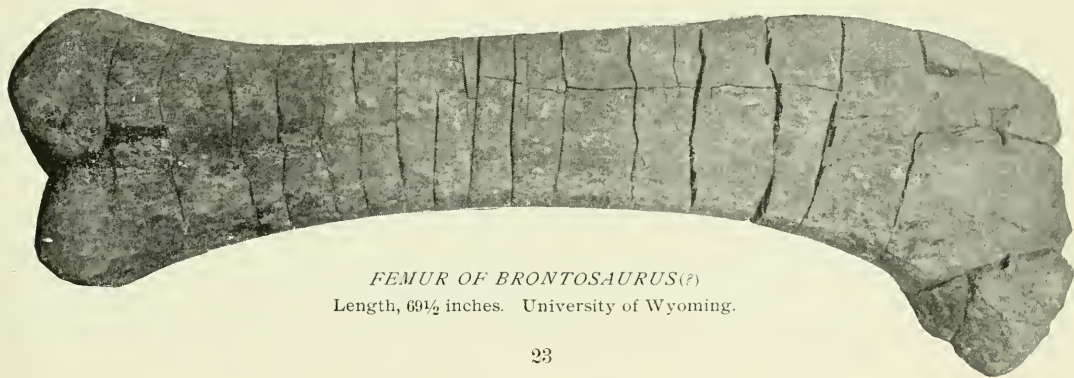 FEMUR OF BRONTOSAURUS(?)
Length, 69½ inches. University of Wyoming.
23